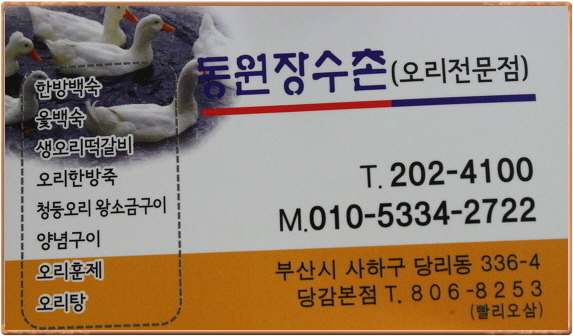 동원장수촌(오리전문점)
한방백숙
옻백숙
생오리떡갈비
오리한방죽
청둥오리 왕소금구이
양념구이
오리훈제
오리탕
T. 202-4100
M.010-5334-2722
부산시 사하구 당리동 336-4
당감본점 T. 806-8253
(빨리오삼)